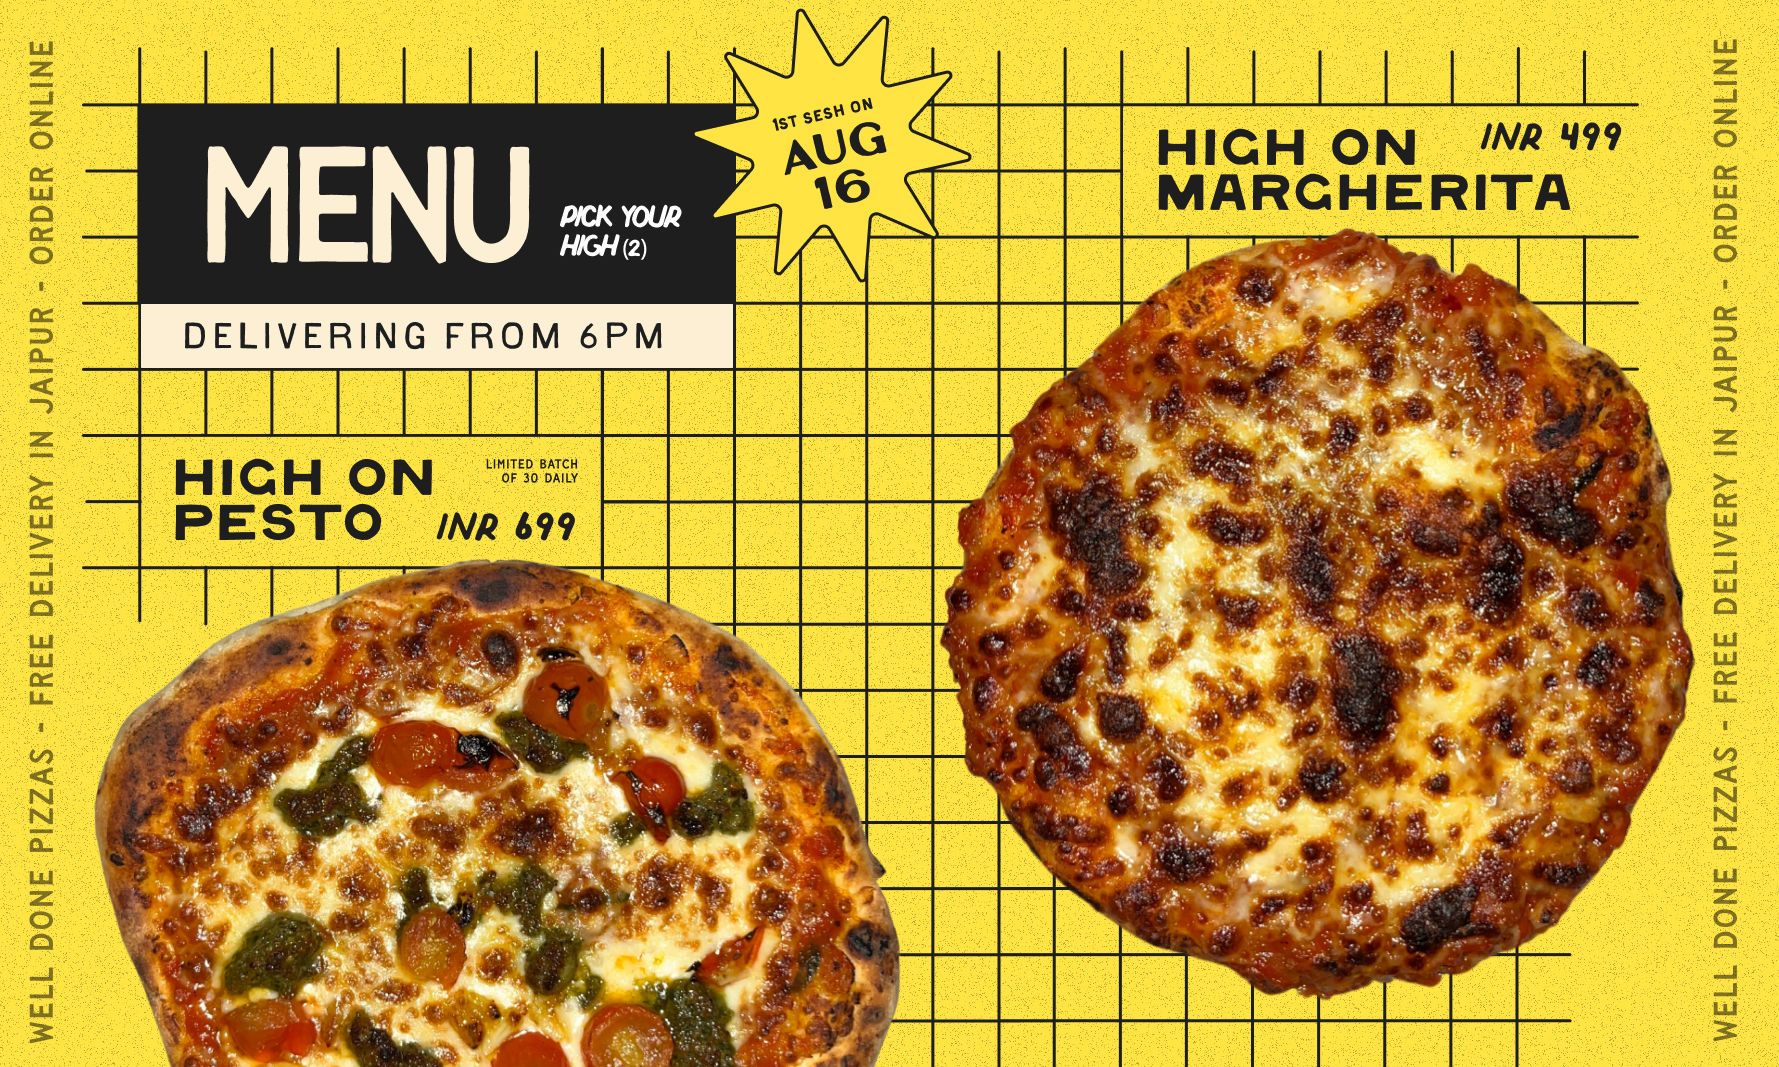 WELL DONE PIZZAS - FREE DELIVERY IN JAIPUR - ORDER ONLINE
MENU
PICK YOUR
HIGH (2)
DELIVERING FROM 6PM
1ST SESH ON
AUG
16
HIGH ON
MARGHERITA
INR 499
HIGH ON
PESTO
LIMITED BATCH
OF 30 DAILY
INR 699
WELL DONE PIZZAS - FREE DELIVERY IN JAIPUR - ORDER ONLINE